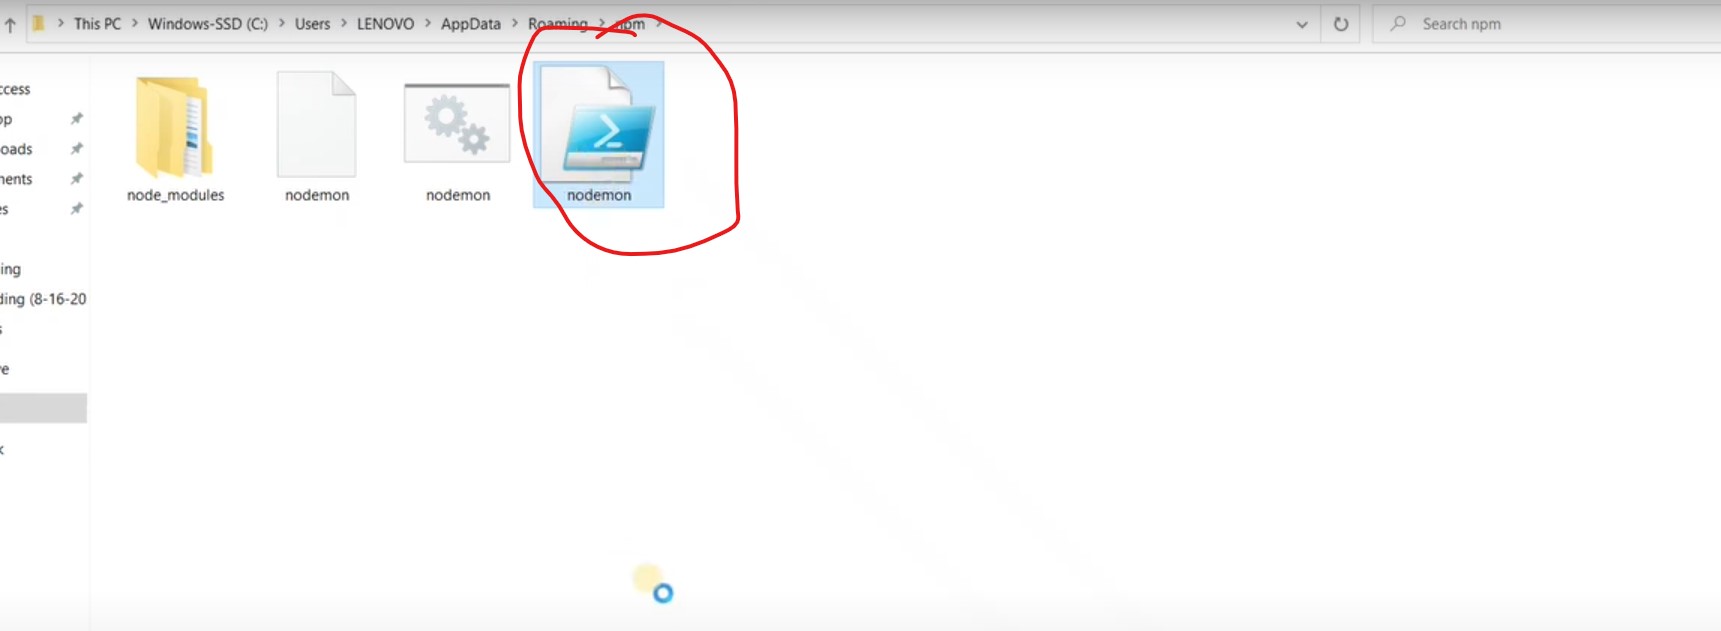 This PC > Windows-SSD (C:) > Users > LENOVO > AppData > Roaming > npm >
Search npm
ccess
op
oads
nents
es
ing
ding (8-16-20
s
ve
k
node_modules
nodemon
nodemon
nodemon